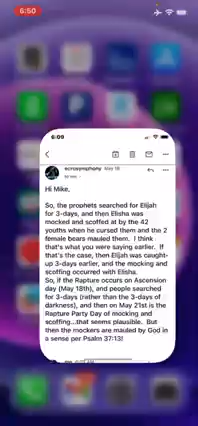 6:50
6:09
ecrosymphony May 18
to me
Hi Mike,
So, the prophets searched for Elijah
for 3-days, and then Elisha was
mocked and scoffed at by the 42
youths when he cursed them and the 2
female bears mauled them. I think
that's what you were saying earlier. If
that's the case, then Elijah was caught-
up 3-days earlier, and the mocking and
scoffing occurred with Elisha.
So, if the Rapture occurs on Ascension
day (May 18th), and people searched
for 3-days (rather than the 3-days of
darkness), and then on May 21st is the
Rapture Party Day of mocking and
scoffing...that seems plausible. But
then the mockers are mauled by God in
a sense per Psalm 37:13!